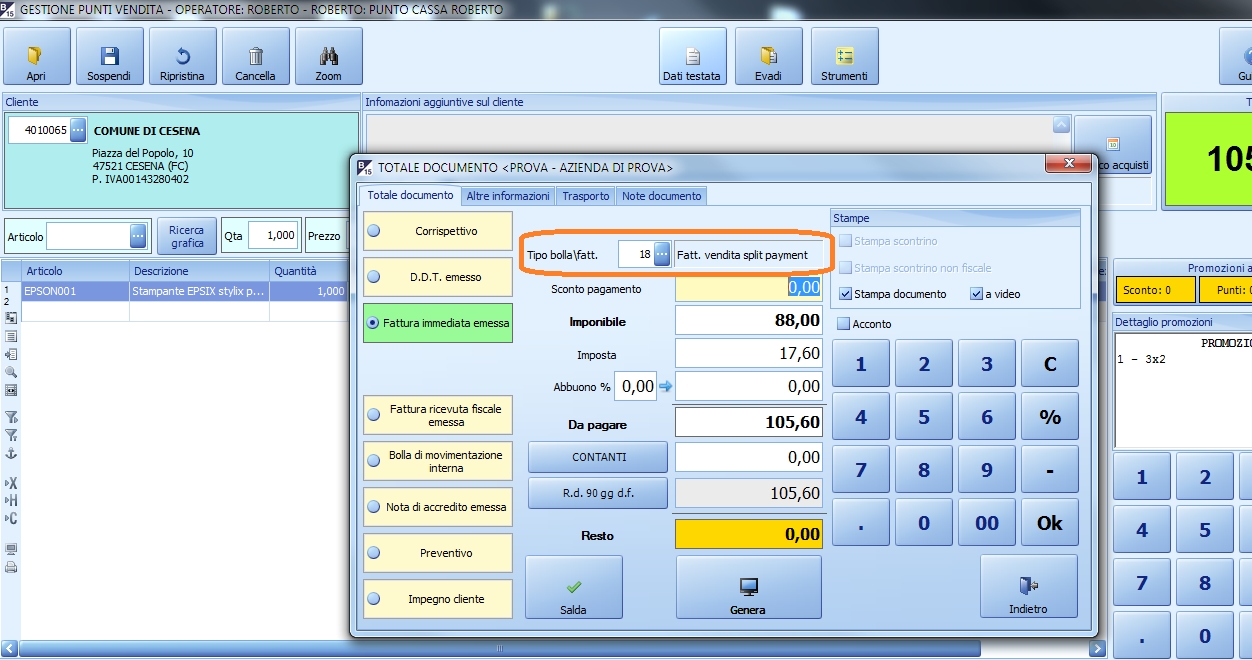 GESTIONE PUNTI VENDITA - OPERATORE: ROBERTO - ROBERTO: PUNTO CASSA ROBERTO
Apri
Sospendi
Ripristina
Cancella
Zoom
Dati testata
Evadi
Strumenti
Gu
Cliente
4010065
COMUNE DI CESENA
Piazza del Popolo, 10
47521 CESENA (FC)
P. IVA00143280402
Infomazioni aggiuntive sul cliente
co acquisti
T
105
Articolo
Ricerca
grafica
Qta
1,000
Prezzo
Articolo
Descrizione
Quantità
1
EPSON001
Stampante EPSIX stylix p...
1,000
2
TOTALE DOCUMENTO <PROVA - AZIENDA DI PROVA>
Totale documento
Altre informazioni
Trasporto
Note documento
Corrispettivo
D.D.T. emesso
Fattura immediata emessa
Fattura ricevuta fiscale
emessa
Bolla di movimentazione
interna
Nota di accredito emessa
Preventivo
Impegno cliente
Tipo bolla\fatt.
18
Fatt. vendita split payment
Sconto pagamento
0,00
Imponibile
88,00
Imposta
17,60
Abbuono %
0,00
0,00
Da pagare
105,60
CONTANTI
0,00
R.d. 90 gg d.f.
105,60
Resto
0,00
Salda
Genera
Indietro
Stampe
Stampa scontrino
Stampa scontrino non fiscale
Stampa documento
a video
Acconto
1 2 3 C
4 5 6 %
7 8 9 -
. 0 00 Ok
Promozioni a
Sconto: 0
Punti: 0
Dettaglio promozioni
PROMOZIO
1 - 3x2
1 2
4 5
7 8
. 0